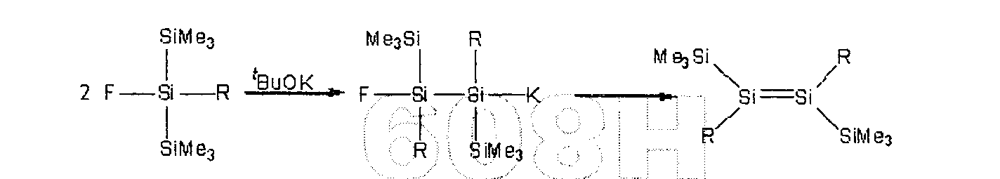 SiMe3 Me3Si R Me3Si R
2 F Si R tBuOK F Si Si K Si Si
SiMe3 R SiMe3 R SiMe3
608H